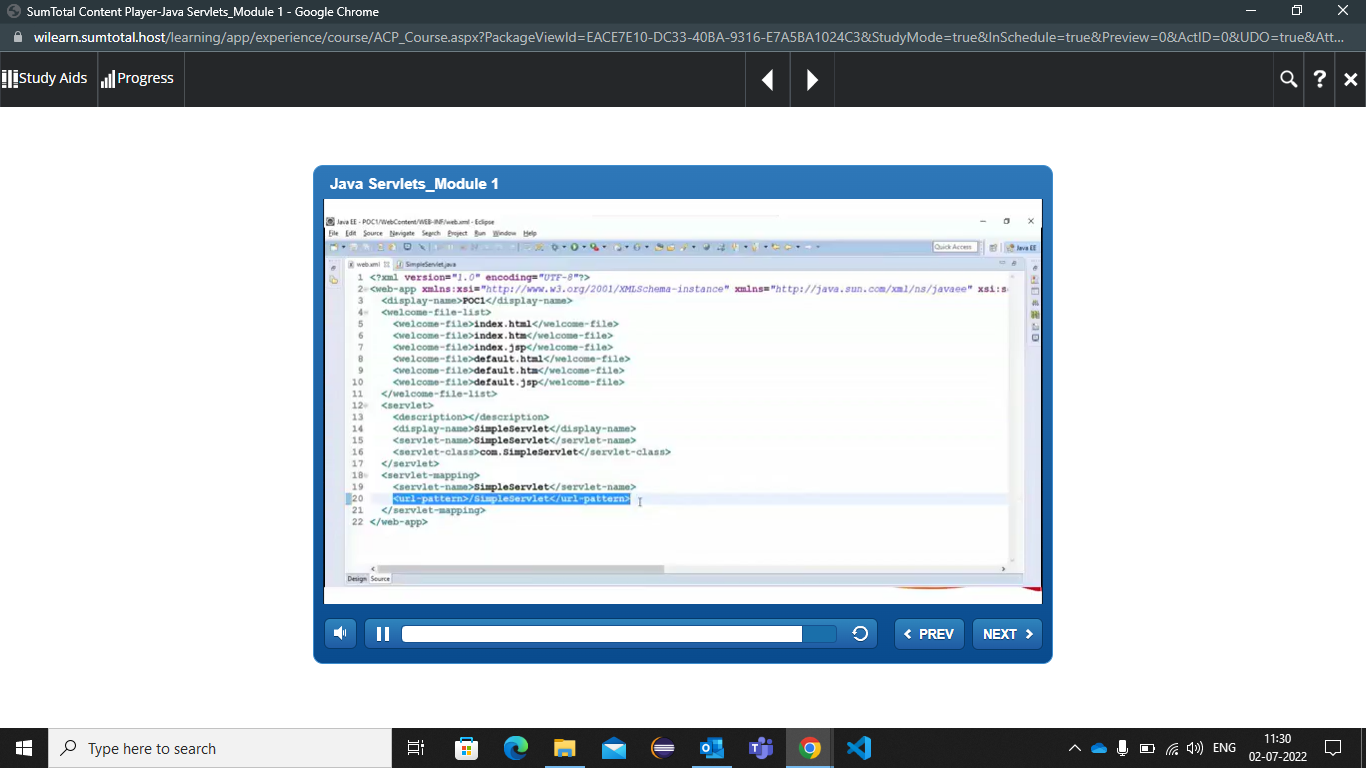 SumTotal Content Player-Java Servlets_Module 1 - Google Chrome
wilearn.sumtotal.host/learning/app/experience/course/ACP_Course.aspx?PackageViewId=EACE7E10-DC33-40BA-9316-E7A5BA1024C3&StudyMode=true&InSchedule=true&Preview=0&ActID=0&UDO=true&Att...
Study Aids Progress ?
Java Servlets_Module 1
Java EE - POC1/WebContent/WEB-INF/web.xml - Eclipse
File Edit Source Navigate Search Project Run Window Help
Quick Access Java EE
web.xml SimpleServlet.java
1 <?xml version="1.0" encoding="UTF-8"?>
2 <web-app xmlns:xsi="http://www.w3.org/2001/XMLSchema-instance" xmlns="http://java.sun.com/xml/ns/javaee" xsi:s
3 <display-name>POC1</display-name>
4 <welcome-file-list>
5 <welcome-file>index.html</welcome-file>
6 <welcome-file>index.htm</welcome-file>
7 <welcome-file>index.jsp</welcome-file>
8 <welcome-file>default.html</welcome-file>
9 <welcome-file>default.htm</welcome-file>
10 <welcome-file>default.jsp</welcome-file>
11 </welcome-file-list>
12 <servlet>
13 <description></description>
14 <display-name>SimpleServlet</display-name>
15 <servlet-name>SimpleServlet</servlet-name>
16 <servlet-class>com.SimpleServlet</servlet-class>
17 </servlet>
18 <servlet-mapping>
19 <servlet-name>SimpleServlet</servlet-name>
20 <url-pattern>/SimpleServlet</url-pattern>
21 </servlet-mapping>
22 </web-app>
Design Source
PREV NEXT
Type here to search
ENG
11:30
02-07-2022